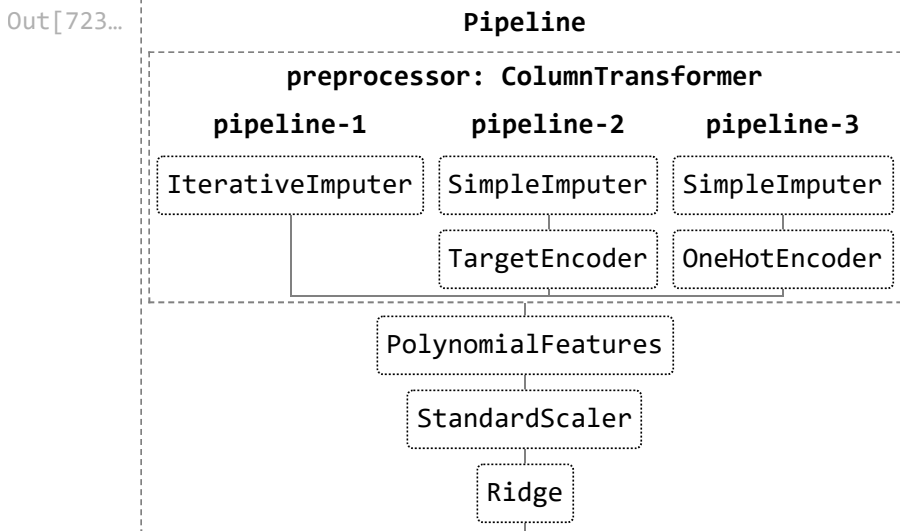 Out[723…
Pipeline
preprocessor: ColumnTransformer
pipeline-1 pipeline-2 pipeline-3
IterativeImputer SimpleImputer SimpleImputer
TargetEncoder OneHotEncoder
PolynomialFeatures
StandardScaler
Ridge